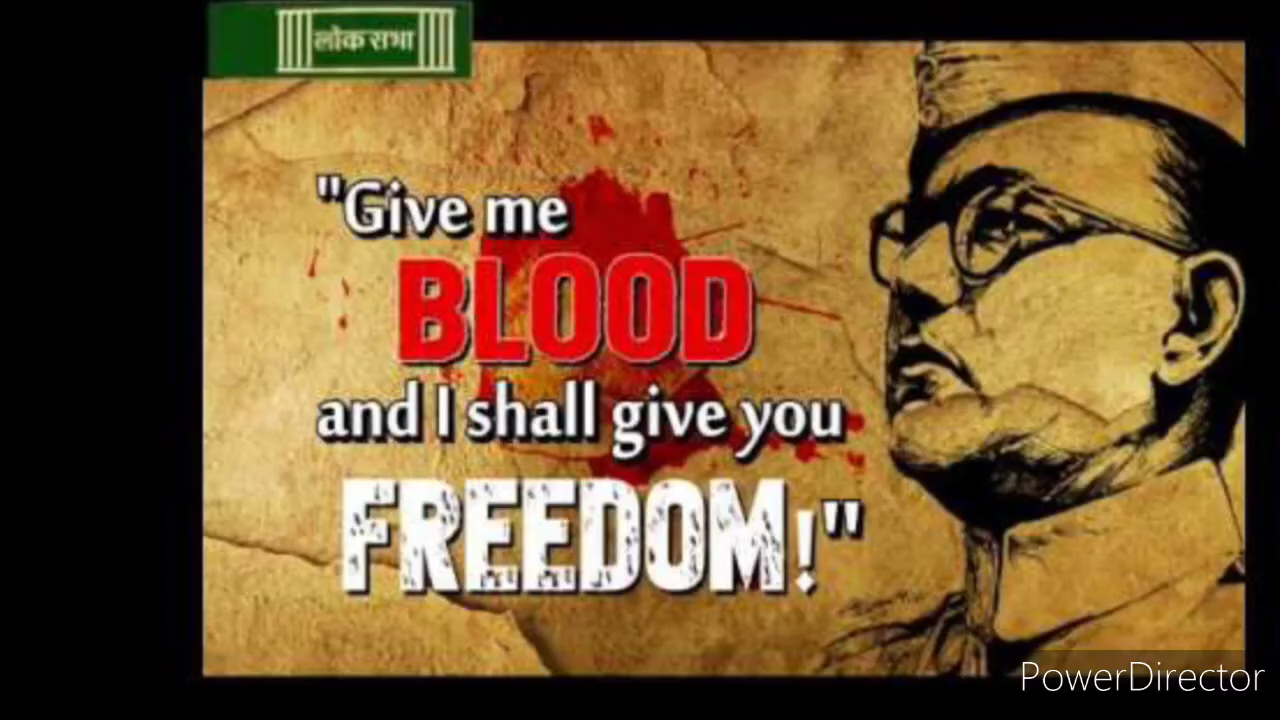 लोक सभा
"Give me
BLOOD
and I shall give you
FREEDOM!"
PowerDirector